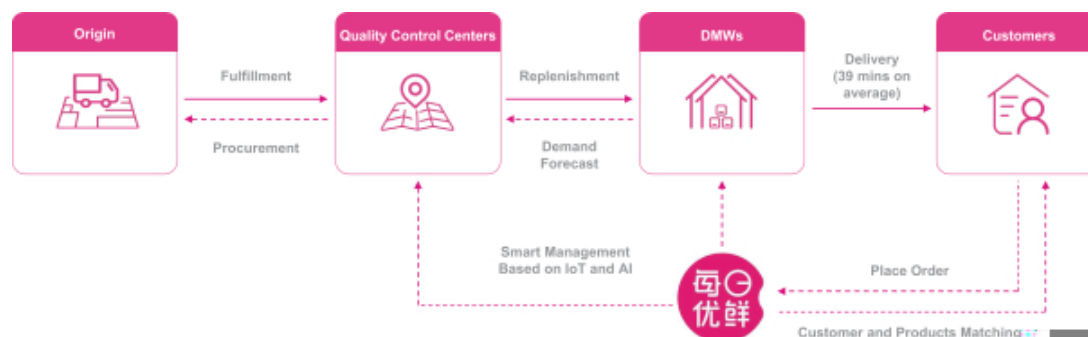 Origin
Quality Control Centers
DMWs
Customers
Fulfillment
Procurement
Replenishment
Demand
Forecast
Delivery
(39 mins on
average)
Smart Management
Based on IoT and AI
每日
优鲜
Place Order
Customer and Products Matching